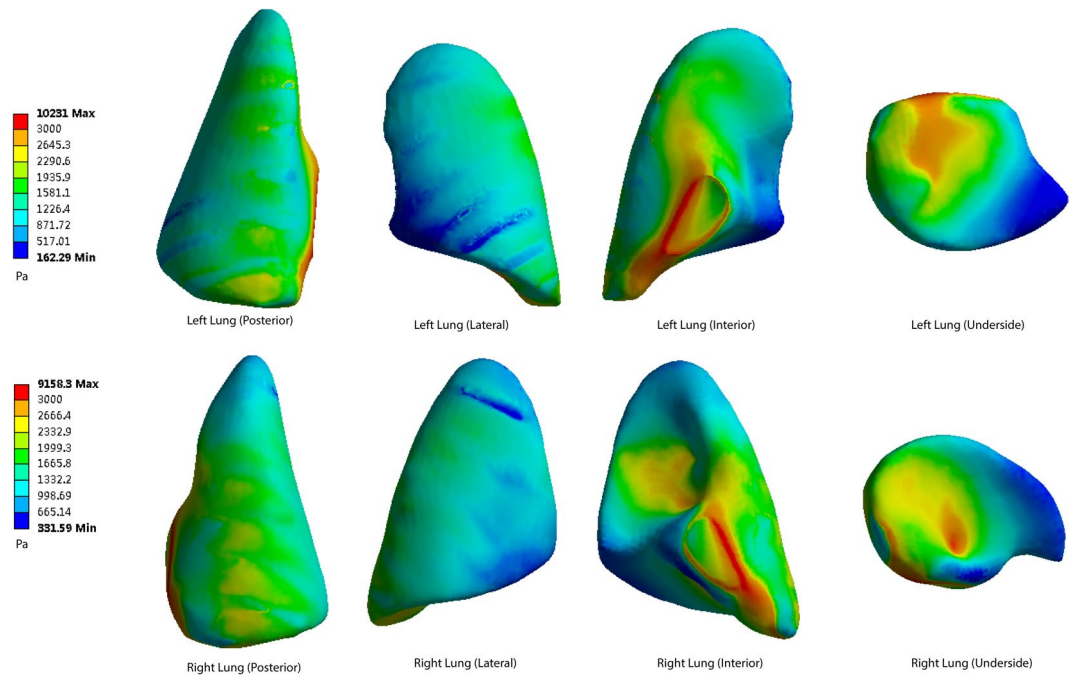 10231 Max
3000
2645.3
2290.6
1935.9
1581.1
1226.4
871.72
517.01
162.29 Min
Pa
Left Lung (Posterior)
Left Lung (Lateral)
Left Lung (Interior)
Left Lung (Underside)
9158.3 Max
3000
2666.4
2332.9
1999.3
1665.8
1332.2
998.69
665.14
331.59 Min
Pa
Right Lung (Posterior)
Right Lung (Lateral)
Right Lung (Interior)
Right Lung (Underside)